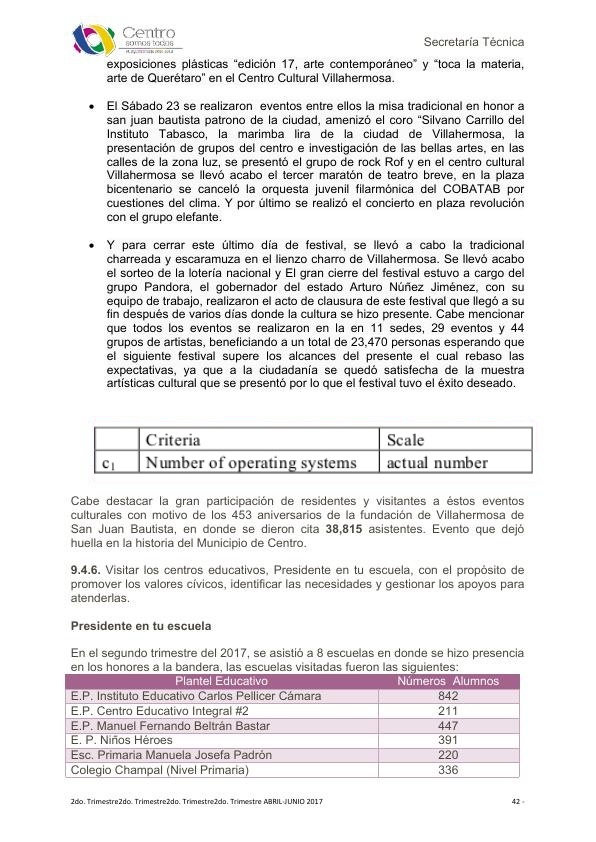 Centro
somos todos
Secretaría Técnica
exposiciones plásticas “edición 17, arte contemporáneo” y “toca la materia,
arte de Querétaro” en el Centro Cultural Villahermosa.
• El Sábado 23 se realizaron eventos entre ellos la misa tradicional en honor a
san juan bautista patrono de la ciudad, amenizó el coro “Silvano Carrillo del
Instituto Tabasco, la marimba lira de la ciudad de Villahermosa, la
presentación de grupos del centro e investigación de las bellas artes, en las
calles de la zona luz, se presentó el grupo de rock Rof y en el centro cultural
Villahermosa se llevó acabo el tercer maratón de teatro breve, en la plaza
bicentenario se canceló la orquesta juvenil filarmónica del COBATAB por
cuestiones del clima. Y por último se realizó el concierto en plaza revolución
con el grupo elefante.
• Y para cerrar este último día de festival, se llevó a cabo la tradicional
charreada y escaramuza en el lienzo charro de Villahermosa. Se llevó acabo
el sorteo de la lotería nacional y El gran cierre del festival estuvo a cargo del
grupo Pandora, el gobernador del estado Arturo Núñez Jiménez, con su
equipo de trabajo, realizaron el acto de clausura de este festival que llegó a su
fin después de varios días donde la cultura se hizo presente. Cabe mencionar
que todos los eventos se realizaron en la en 11 sedes, 29 eventos y 44
grupos de artistas, beneficiando a un total de 23,470 personas esperando que
el siguiente festival supere los alcances del presente el cual rebaso las
expectativas, ya que a la ciudadanía se quedó satisfecha de la muestra
artísticas cultural que se presentó por lo que el festival tuvo el éxito deseado.
Criteria Scale
c1 Number of operating systems actual number
Cabe destacar la gran participación de residentes y visitantes a éstos eventos
culturales con motivo de los 453 aniversarios de la fundación de Villahermosa de
San Juan Bautista, en donde se dieron cita 38,815 asistentes. Evento que dejó
huella en la historia del Municipio de Centro.
9.4.6. Visitar los centros educativos, Presidente en tu escuela, con el propósito de
promover los valores cívicos, identificar las necesidades y gestionar los apoyos para
atenderlas.
Presidente en tu escuela
En el segundo trimestre del 2017, se asistió a 8 escuelas en donde se hizo presencia
en los honores a la bandera, las escuelas visitadas fueron las siguientes:
Plantel Educativo Números Alumnos
E.P. Instituto Educativo Carlos Pellicer Cámara 842
E.P. Centro Educativo Integral #2 211
E.P. Manuel Fernando Beltrán Bastar 447
E. P. Niños Héroes 391
Esc. Primaria Manuela Josefa Padrón 220
Colegio Champal (Nivel Primaria) 336
2do. Trimestre2do. Trimestre2do. Trimestre2do. Trimestre ABRIL-JUNIO 2017 42 -